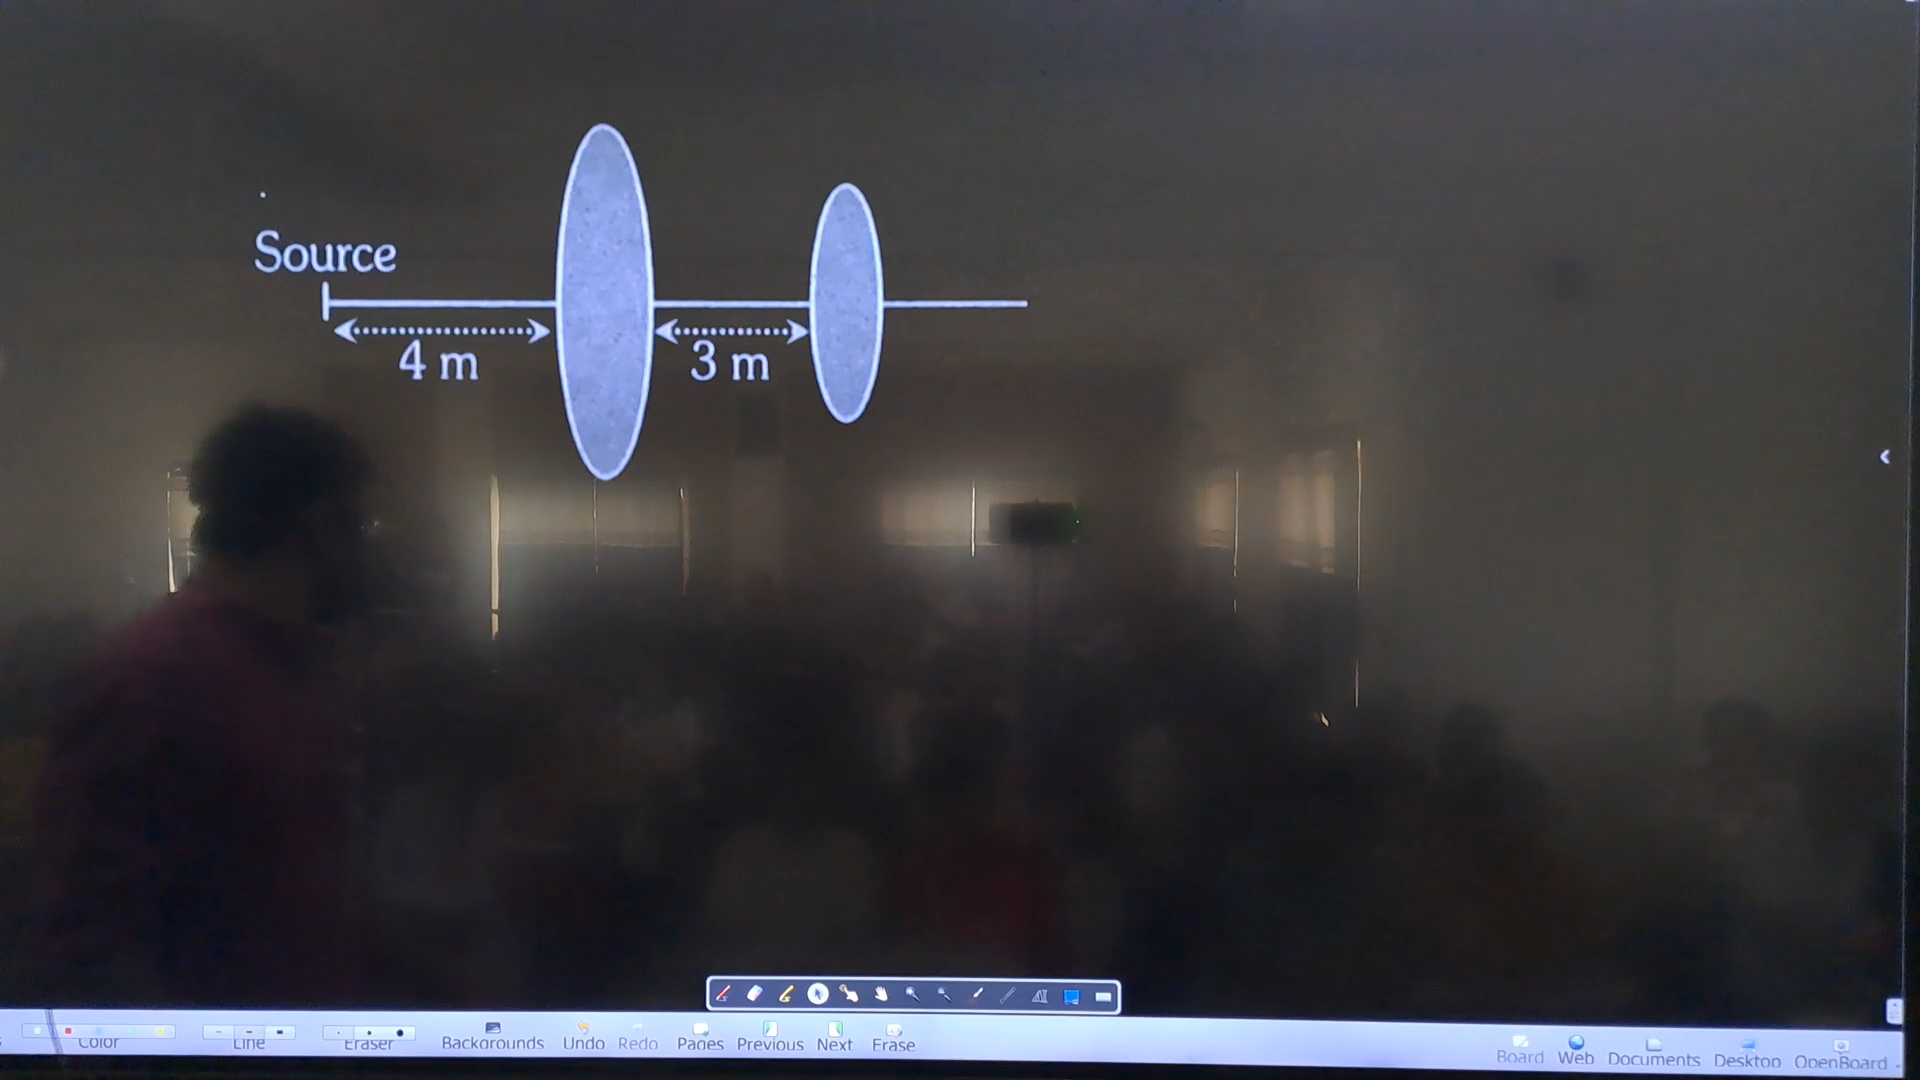 Source
4 m
3 m
Color
Line
Eraser
Backgrounds
Undo
Redo
Pages
Previous
Next
Erase
Board
Web
Documents
Desktop
OpenBoard